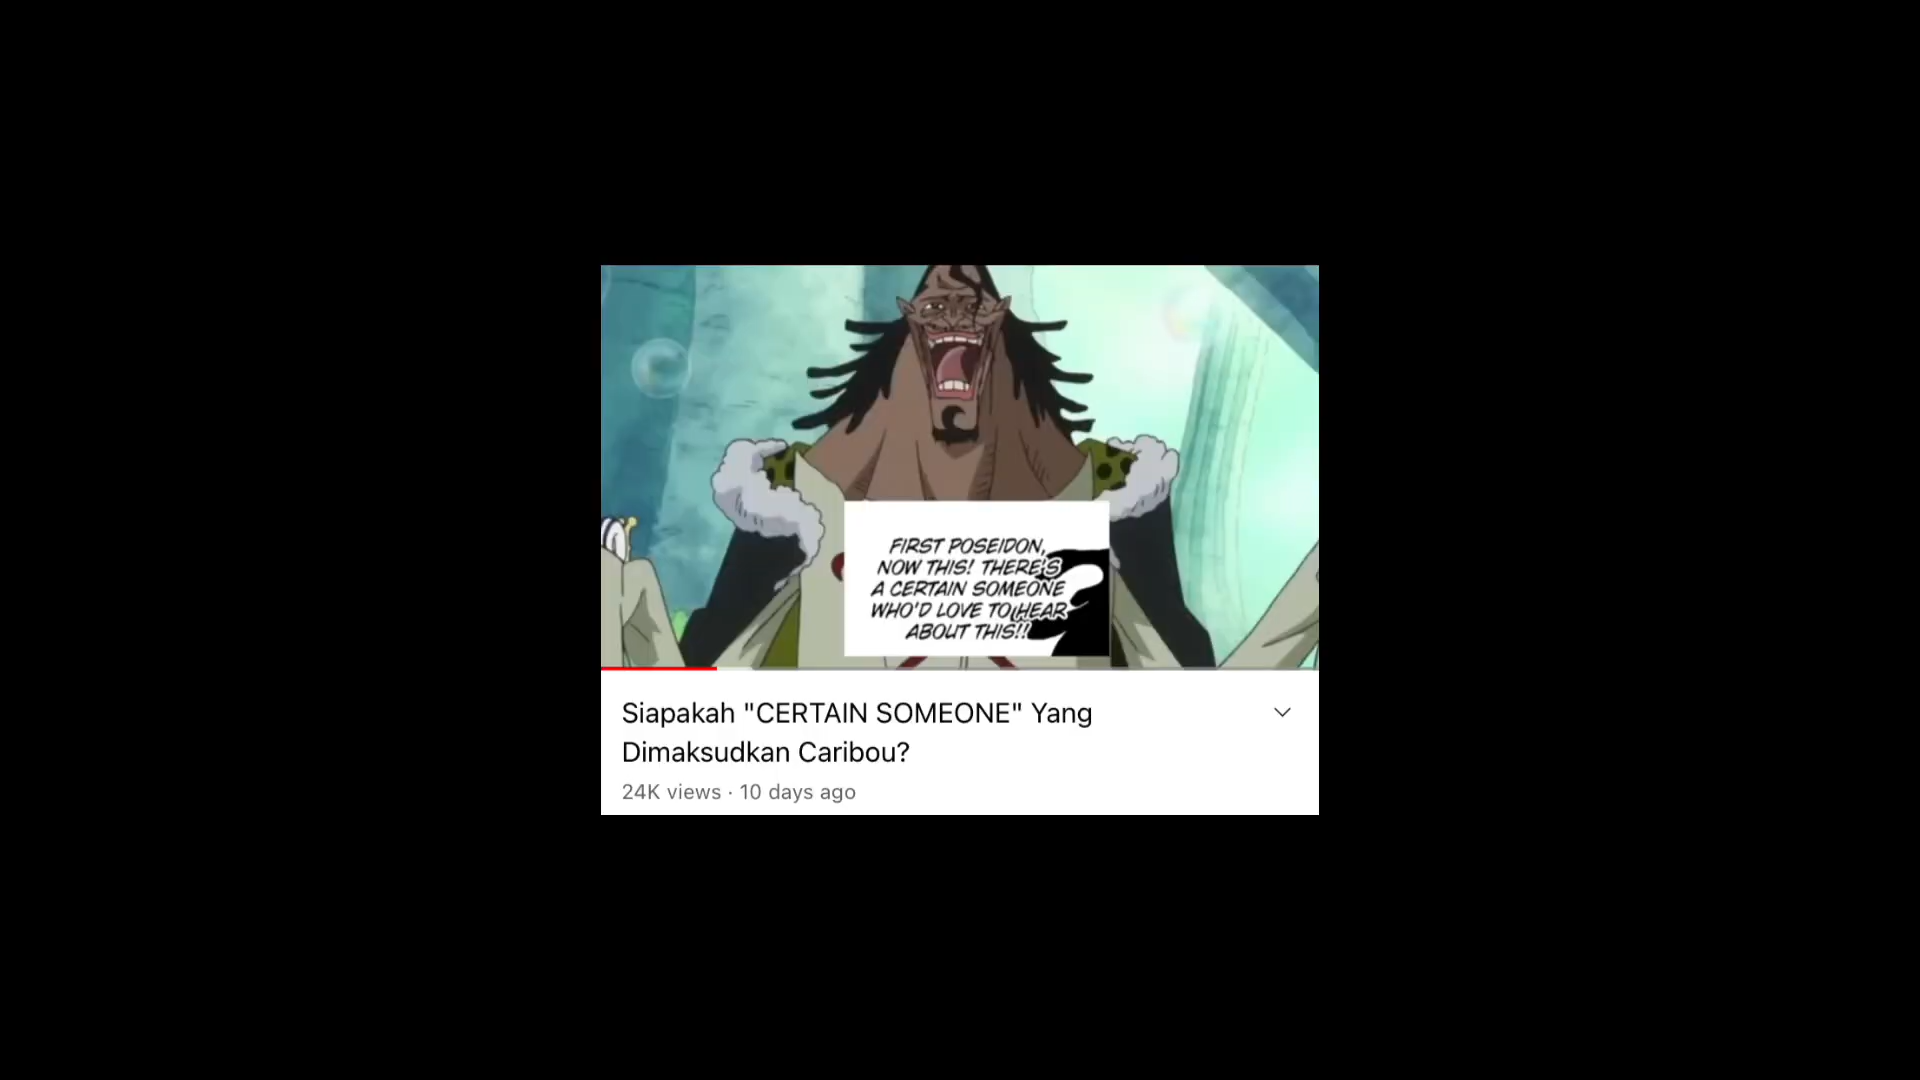 FIRST POSEIDON,
NOW THIS! THERE'S
A CERTAIN SOMEONE
WHO'D LOVE TO HEAR
ABOUT THIS!!
Siapakah "CERTAIN SOMEONE" Yang
Dimaksudkan Caribou?
24K views · 10 days ago